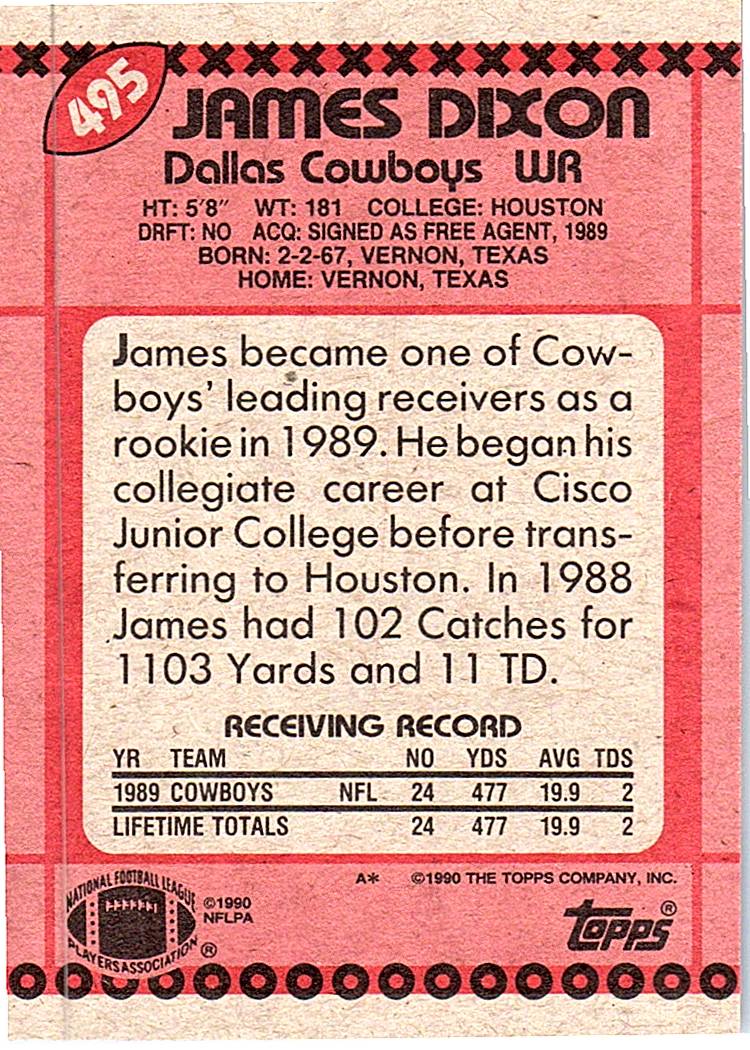 495
JAMES DIXON
Dallas Cowboys WR
HT: 5'8" WT: 181 COLLEGE: HOUSTON
DRFT: NO ACQ: SIGNED AS FREE AGENT, 1989
BORN: 2-2-67, VERNON, TEXAS
HOME: VERNON, TEXAS
James became one of Cow-
boys' leading receivers as a
rookie in 1989. He began his
collegiate career at Cisco
Junior College before trans-
ferring to Houston. In 1988
James had 102 Catches for
1103 Yards and 11 TD.
RECEIVING RECORD
YR TEAM NO YDS AVG TDS
1989 COWBOYS NFL 24 477 19.9 2
LIFETIME TOTALS 24 477 19.9 2
A* ©1990 THE TOPPS COMPANY, INC.
NATIONAL FOOTBALL LEAGUE
PLAYERS ASSOCIATION ®
©1990
NFLPA
topps ®